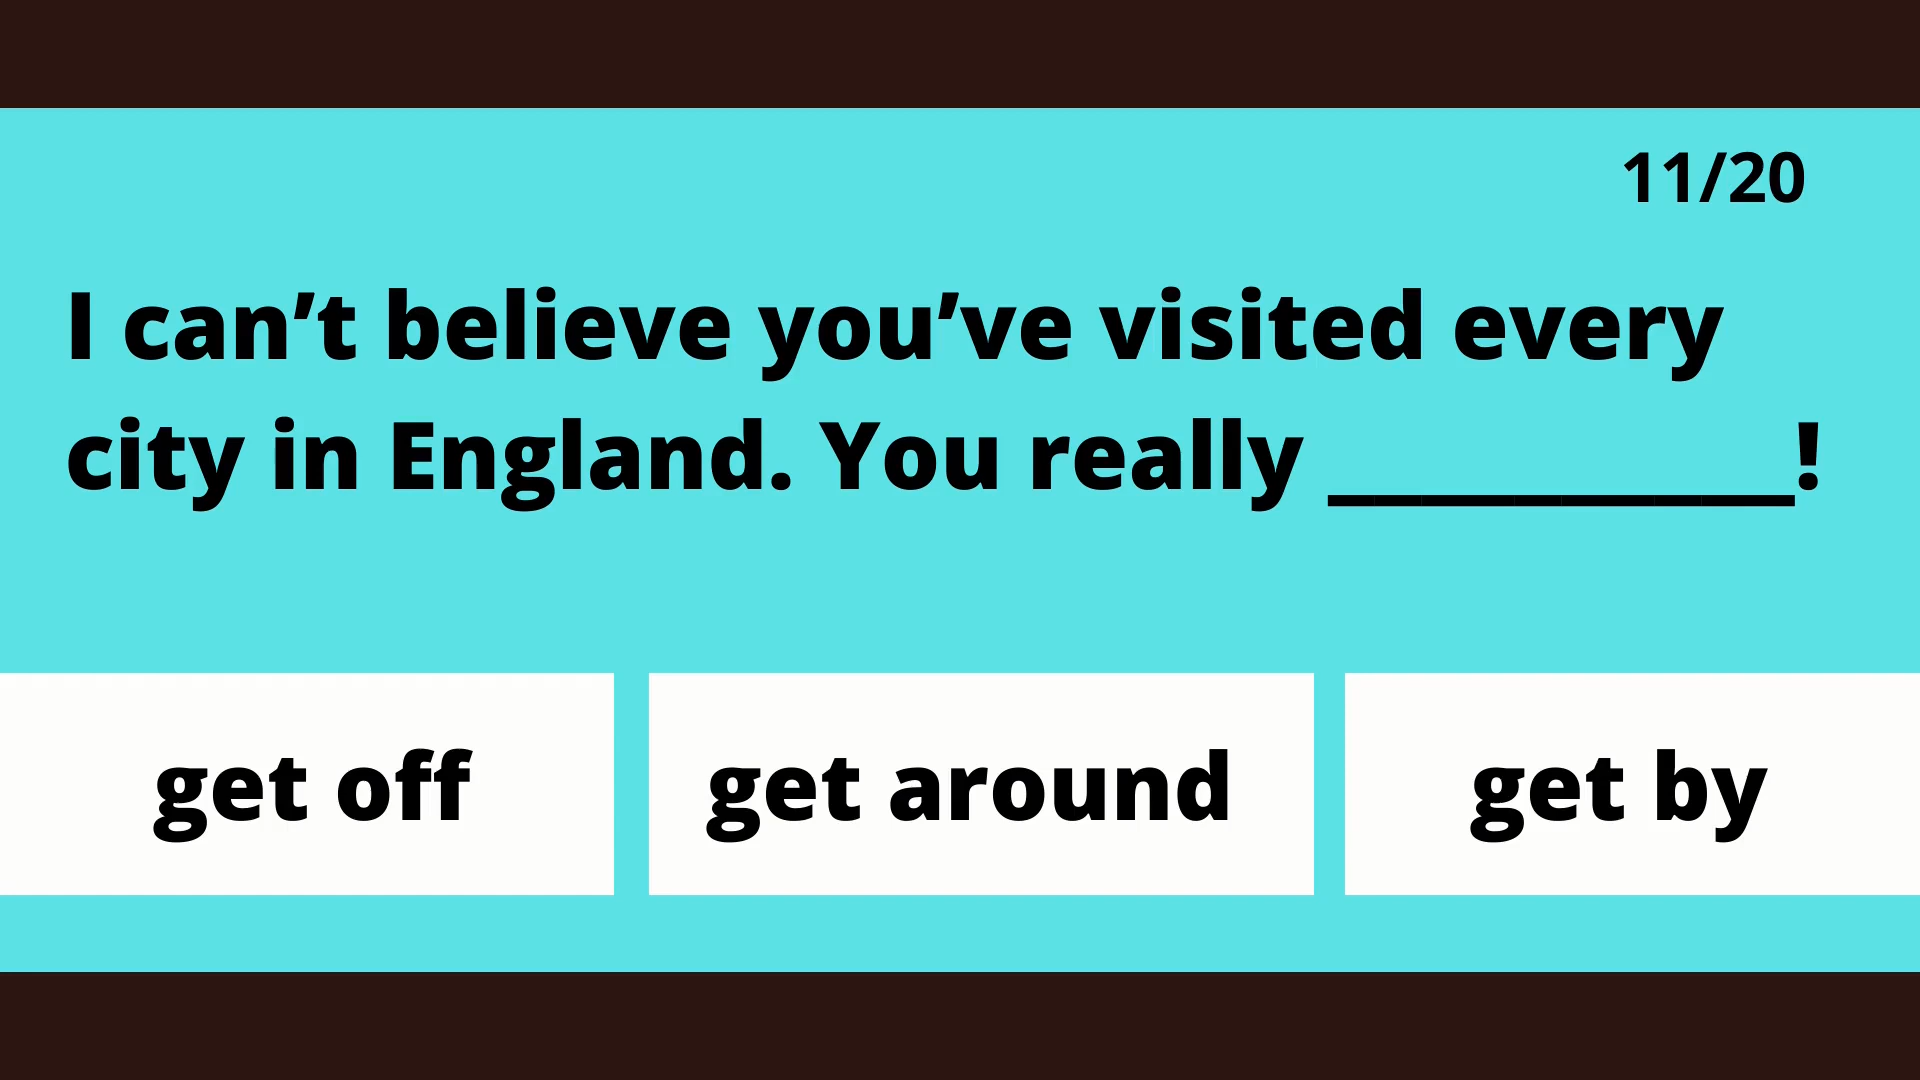 11/20
I can’t believe you’ve visited every
city in England. You really __________!
get off
get around
get by